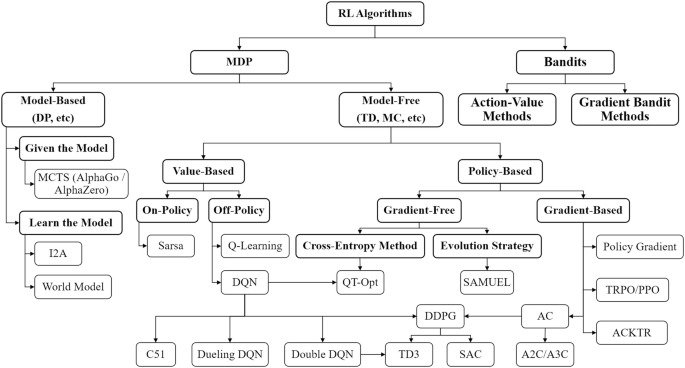 RL Algorithms
MDP
Bandits
Model-Based
(DP, etc)
Model-Free
(TD, MC, etc)
Action-Value
Methods
Gradient Bandit
Methods
Given the Model
MCTS (AlphaGo /
AlphaZero)
Value-Based
Policy-Based
On-Policy
Off-Policy
Gradient-Free
Gradient-Based
Learn the Model
Sarsa
Q-Learning
Cross-Entropy Method
Evolution Strategy
Policy Gradient
I2A
World Model
DQN
QT-Opt
SAMUEL
TRPO/PPO
DDPG
AC
ACKTR
C51
Dueling DQN
Double DQN
TD3
SAC
A2C/A3C